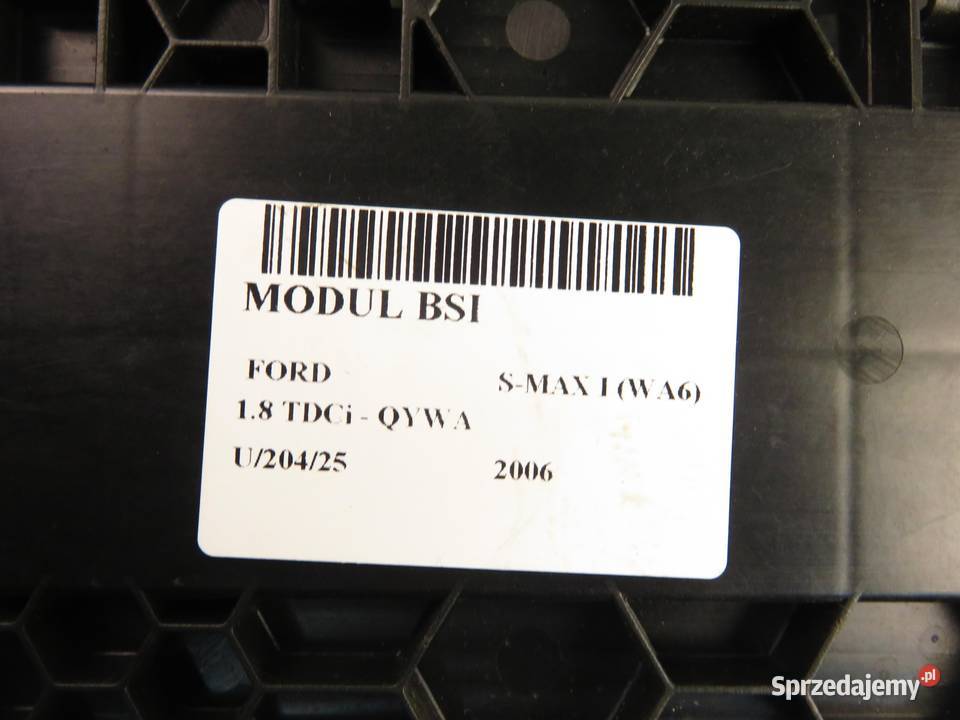 MODUL BSI
FORD S-MAX I (WA6)
1.8 TDCi - QYWA
U/204/25 2006
Sprzedajemy.pl